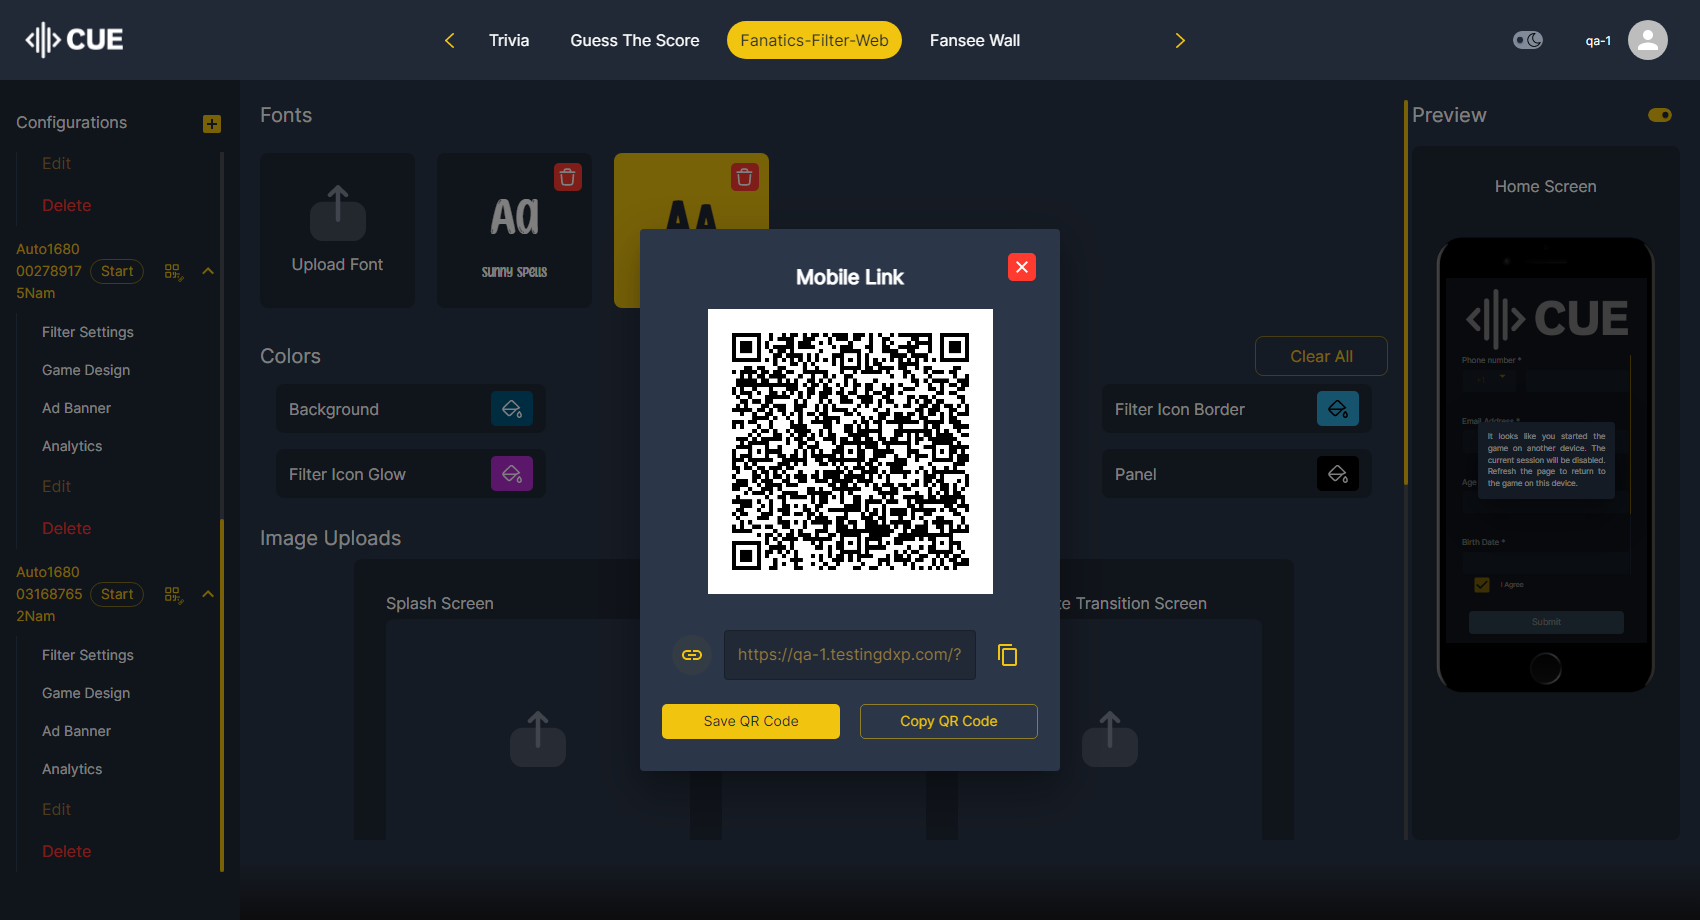 CUE
Trivia
Guess The Score
Fanatics-Filter-Web
Fansee Wall
qa-1
Configurations
Edit
Delete
Auto1680
00278917
5Nam
Start
Filter Settings
Game Design
Ad Banner
Analytics
Edit
Delete
Auto1680
03168765
2Nam
Start
Filter Settings
Game Design
Ad Banner
Analytics
Edit
Delete
Fonts
Upload Font
Aa
sunny spells
AA
Colors
Clear All
Background
Filter Icon Glow
Filter Icon Border
Panel
Image Uploads
Splash Screen
Transition Screen
Mobile Link
https://qa-1.testingdxp.com/?
Save QR Code
Copy QR Code
Preview
Home Screen
CUE
Phone number *
+1
Email Address *
It looks like you started the
game on another device. The
current session will be disabled.
Refresh the page to return to
the game on this device.
Age
Birth Date *
I Agree
Submit